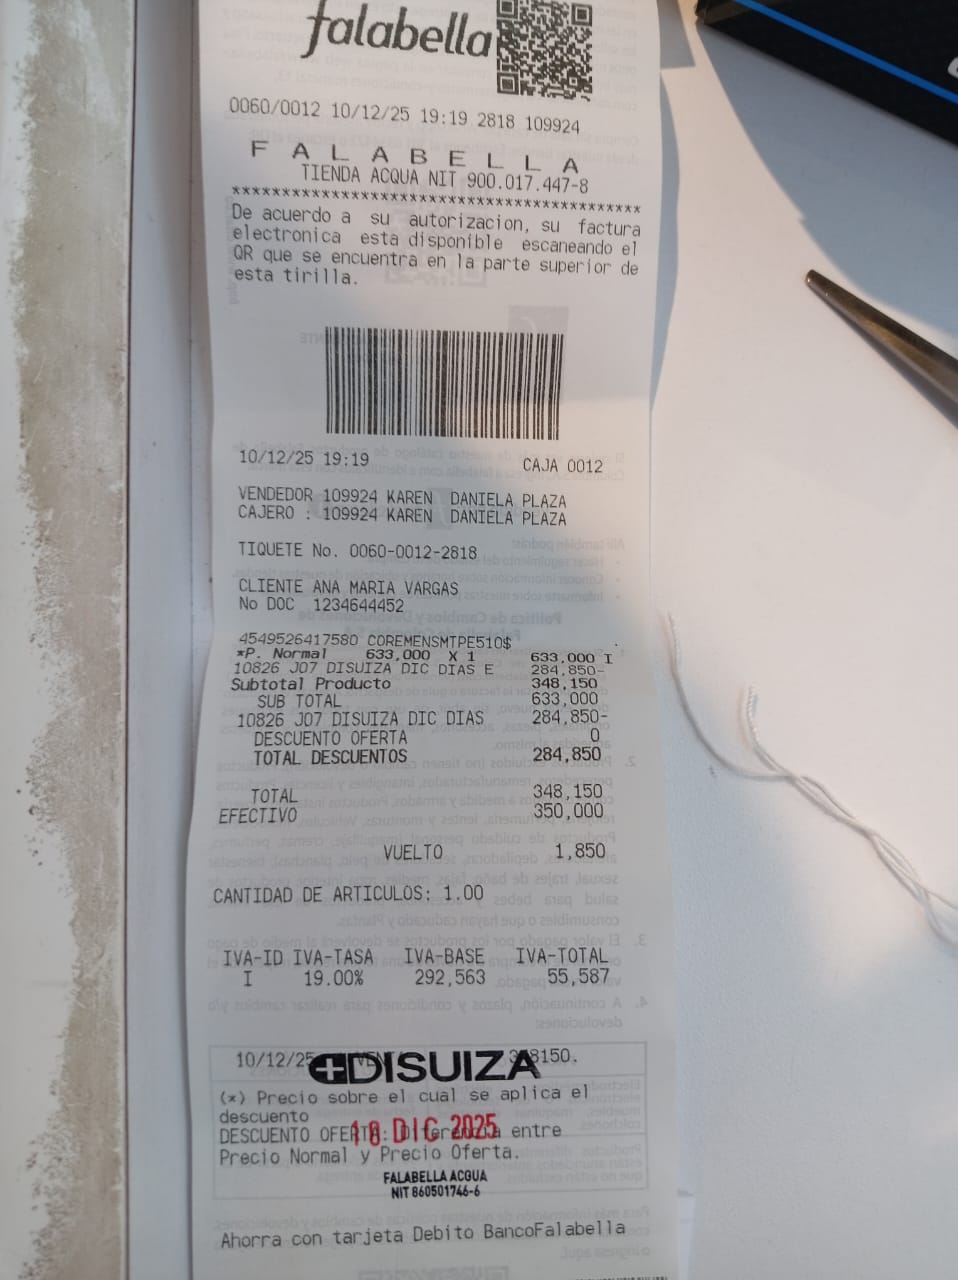 falabella
0060/0012 10/12/25 19:19 2818 109924
F A L A B E L L A
TIENDA ACQUA NIT 900.017.447-8
*****************************************
De acuerdo a su autorizacion, su factura
electronica esta disponible escaneando el
QR que se encuentra en la parte superior de
esta tirilla.
10/12/25 19:19 CAJA 0012
VENDEDOR 109924 KAREN DANIELA PLAZA
CAJERO : 109924 KAREN DANIELA PLAZA
TIQUETE No. 0060-0012-2818
CLIENTE ANA MARIA VARGAS
No DOC 1234644452
4549526417580 COREMENSMTPE510$
*P. Normal 633,000 X 1 633,000 I
10826 J07 DISUIZA DIC DIAS E 284,850-
Subtotal Producto 348,150
SUB TOTAL 633,000
10826 J07 DISUIZA DIC DIAS 284,850-
DESCUENTO OFERTA 0
TOTAL DESCUENTOS 284,850
TOTAL 348,150
EFECTIVO 350,000
VUELTO 1,850
CANTIDAD DE ARTICULOS: 1.00
IVA-ID IVA-TASA IVA-BASE IVA-TOTAL
I 19.00% 292,563 55,587
10/12/25 348150.
DISUIZA
(*) Precio sobre el cual se aplica el
descuento
DESCUENTO OFERTA: Diferencia entre
DIC 2025
Precio Normal y Precio Oferta.
FALABELLA ACQUA
NIT 860501746-6
Ahorra con tarjeta Debito BancoFalabella